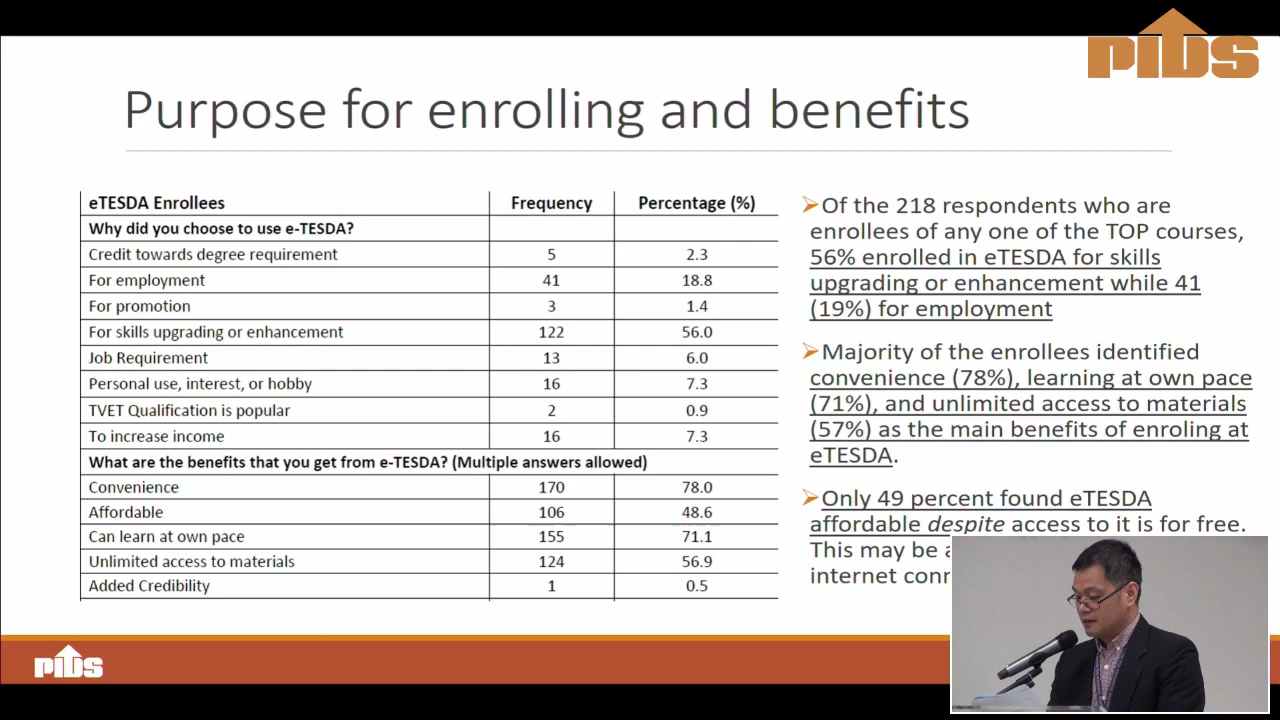 PIDS
Purpose for enrolling and benefits
eTESDA Enrollees Frequency Percentage (%)
Why did you choose to use e-TESDA?
Credit towards degree requirement 5 2.3
For employment 41 18.8
For promotion 3 1.4
For skills upgrading or enhancement 122 56.0
Job Requirement 13 6.0
Personal use, interest, or hobby 16 7.3
TVET Qualification is popular 2 0.9
To increase income 16 7.3
What are the benefits that you get from e-TESDA? (Multiple answers allowed)
Convenience 170 78.0
Affordable 106 48.6
Can learn at own pace 155 71.1
Unlimited access to materials 124 56.9
Added Credibility 1 0.5
Of the 218 respondents who are
enrollees of any one of the TOP courses,
56% enrolled in eTESDA for skills
upgrading or enhancement while 41
(19%) for employment
Majority of the enrollees identified
convenience (78%), learning at own pace
(71%), and unlimited access to materials
(57%) as the main benefits of enroling at
eTESDA.
Only 49 percent found eTESDA
affordable despite access to it is for free.
This may be
internet
PIDS